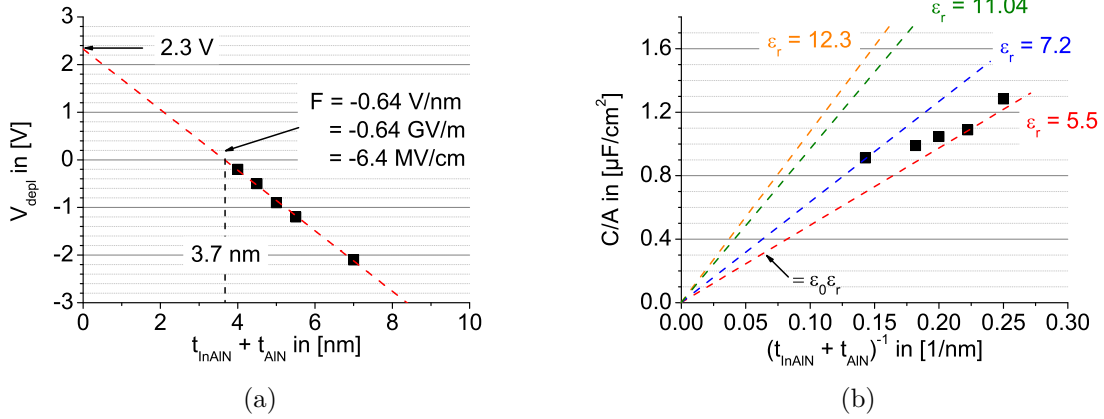 3
2
1
0
-1
-2
-3
V_depl in [V]
2.3 V
F = -0.64 V/nm
= -0.64 GV/m
= -6.4 MV/cm
3.7 nm
0 2 4 6 8 10
t_InAlN + t_AlN in [nm]
(a)
1.6
1.2
0.8
0.4
0.0
C/A in [µF/cm²]
ε_r = 12.3
ε_r = 11.04
ε_r = 7.2
ε_r = 5.5
= ε_0ε_r
0.00 0.05 0.10 0.15 0.20 0.25 0.30
(t_InAlN + t_AlN)⁻¹ in [1/nm]
(b)